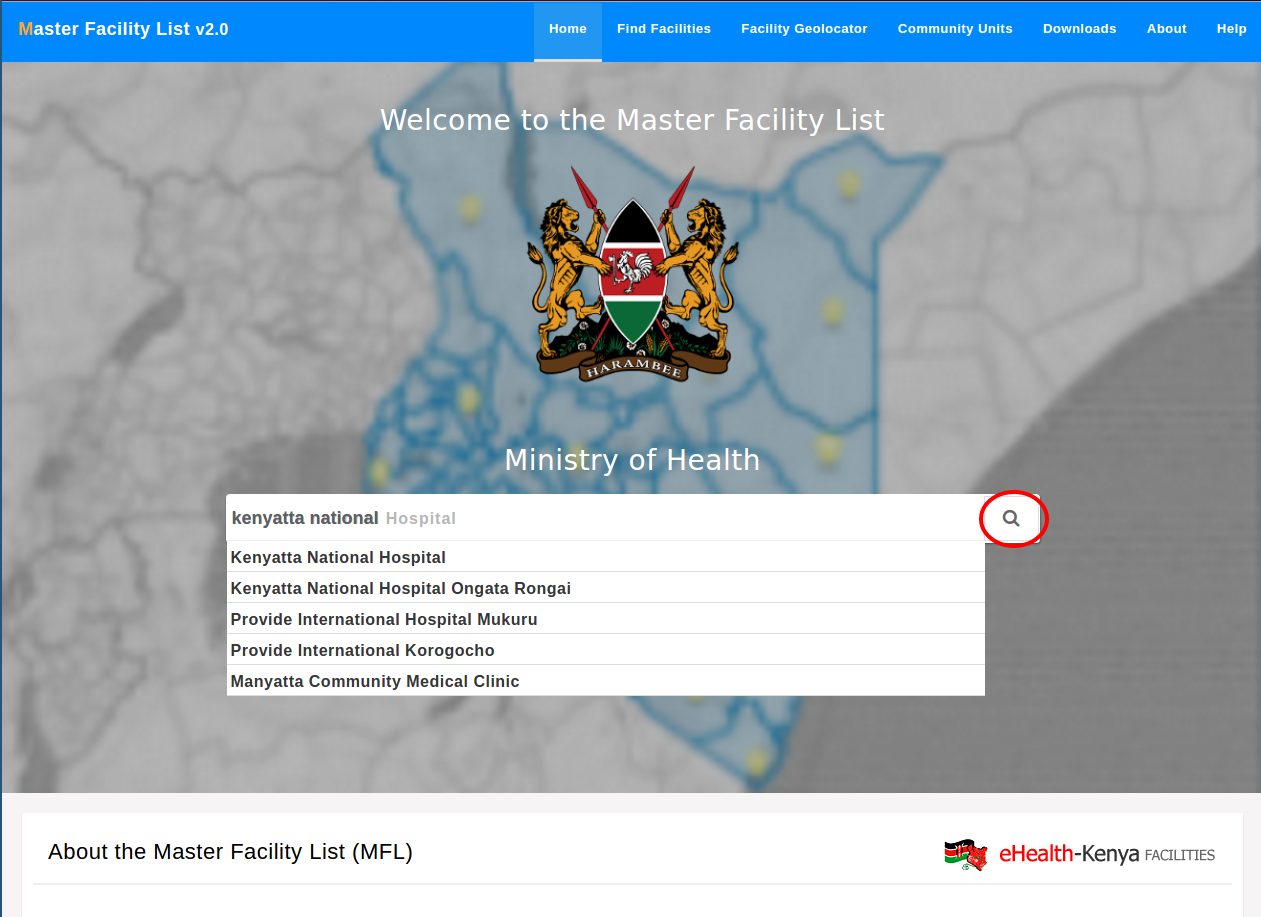 Master Facility List v2.0
Home Find Facilities Facility Geolocator Community Units Downloads About Help
Welcome to the Master Facility List
HARAMBEE
Ministry of Health
kenyatta national Hospital
Kenyatta National Hospital
Kenyatta National Hospital Ongata Rongai
Provide International Hospital Mukuru
Provide International Korogocho
Manyatta Community Medical Clinic
About the Master Facility List (MFL)
eHealth-Kenya FACILITIES